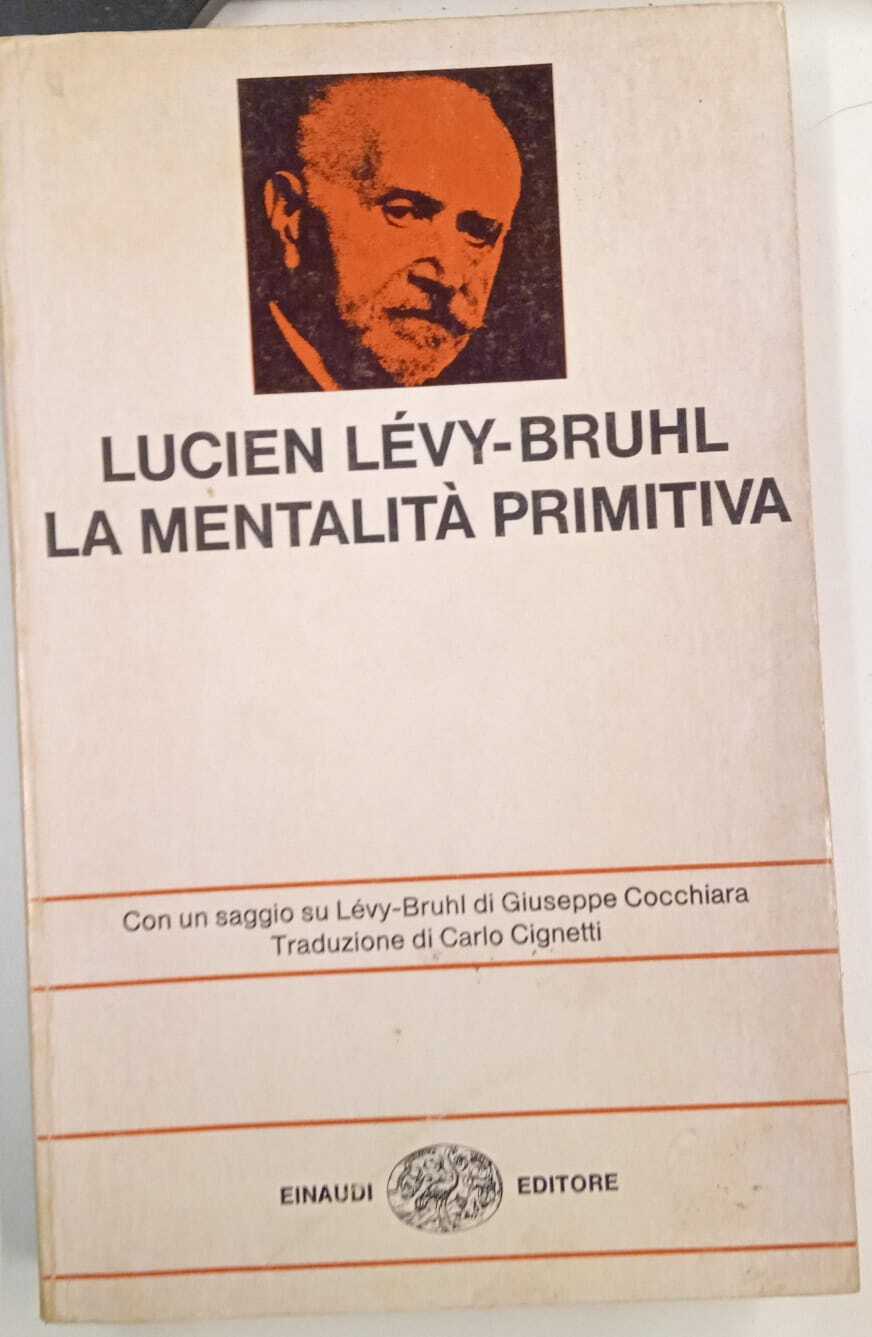 LUCIEN LÉVY-BRUHL
LA MENTALITÀ PRIMITIVA
Con un saggio su Lévy-Bruhl di Giuseppe Cocchiara
Traduzione di Carlo Cignetti
EINAUDI EDITORE